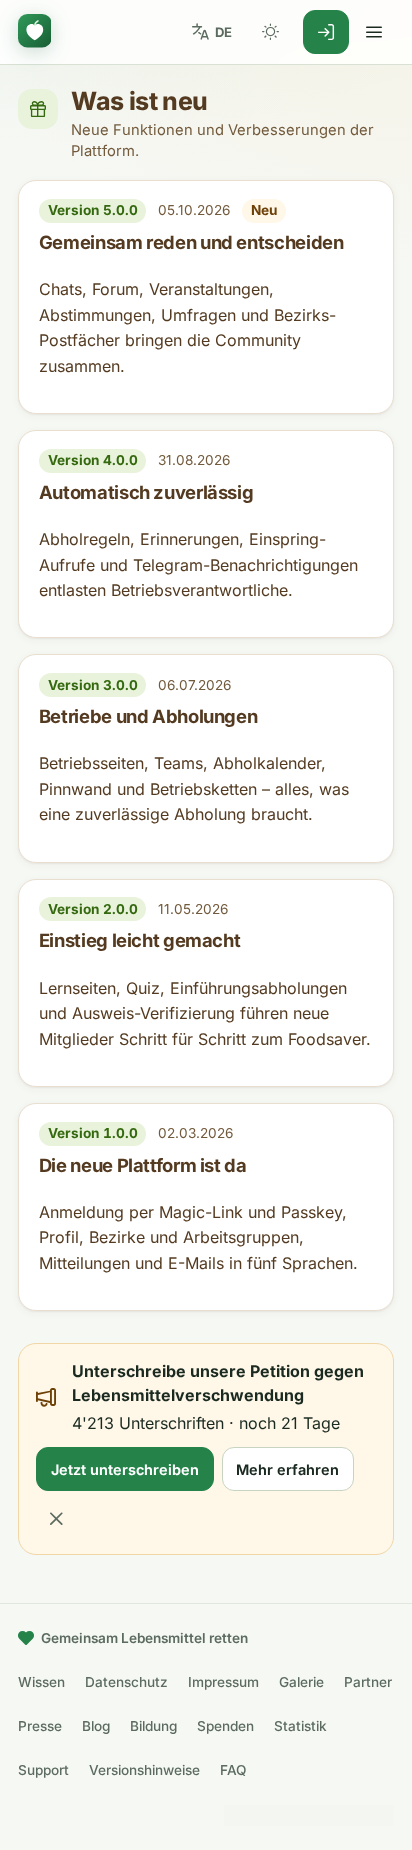 DE
Was ist neu
Neue Funktionen und Verbesserungen der
Plattform.
Version 5.0.0 05.10.2026 Neu
Gemeinsam reden und entscheiden
Chats, Forum, Veranstaltungen,
Abstimmungen, Umfragen und Bezirks-
Postfächer bringen die Community
zusammen.
Version 4.0.0 31.08.2026
Automatisch zuverlässig
Abholregeln, Erinnerungen, Einspring-
Aufrufe und Telegram-Benachrichtigungen
entlasten Betriebsverantwortliche.
Version 3.0.0 06.07.2026
Betriebe und Abholungen
Betriebsseiten, Teams, Abholkalender,
Pinnwand und Betriebsketten – alles, was
eine zuverlässige Abholung braucht.
Version 2.0.0 11.05.2026
Einstieg leicht gemacht
Lernseiten, Quiz, Einführungsabholungen
und Ausweis-Verifizierung führen neue
Mitglieder Schritt für Schritt zum Foodsaver.
Version 1.0.0 02.03.2026
Die neue Plattform ist da
Anmeldung per Magic-Link und Passkey,
Profil, Bezirke und Arbeitsgruppen,
Mitteilungen und E-Mails in fünf Sprachen.
Unterschreibe unsere Petition gegen
Lebensmittelverschwendung
4'213 Unterschriften · noch 21 Tage
Jetzt unterschreiben Mehr erfahren
Gemeinsam Lebensmittel retten
Wissen Datenschutz Impressum Galerie Partner
Presse Blog Bildung Spenden Statistik
Support Versionshinweise FAQ